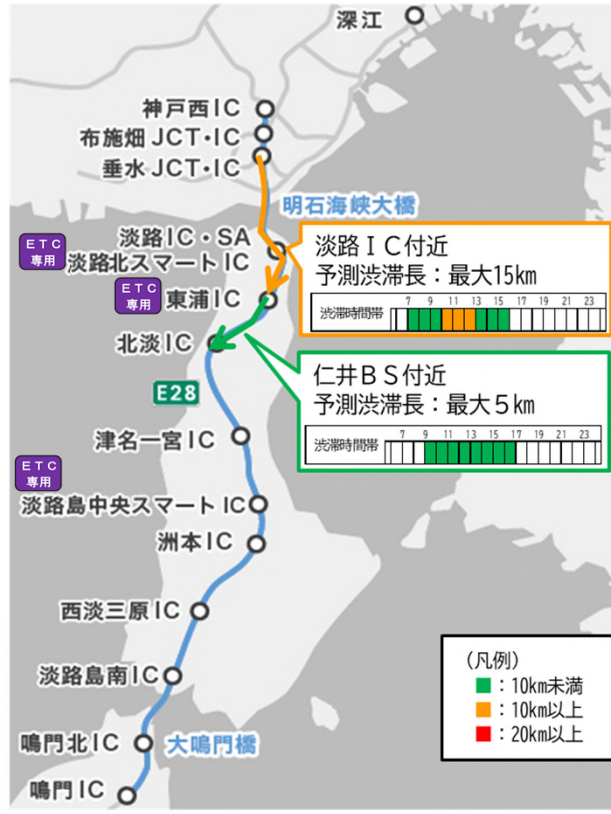 深江
神戸西IC
布施畑JCT・IC
垂水JCT・IC
明石海峡大橋
ETC
専用
淡路IC・SA
淡路北スマートIC
淡路IC付近
予測渋滞長：最大15km
7 9 11 13 15 17 19 21 23
渋滞時間帯
ETC
専用
東浦IC
北淡IC
仁井BS付近
予測渋滞長：最大5km
7 9 11 13 15 17 19 21 23
渋滞時間帯
E28
津名一宮IC
ETC
専用
淡路島中央スマートIC
洲本IC
西淡三原IC
淡路島南IC
鳴門北IC
大鳴門橋
鳴門IC
(凡例)
：10km未満
：10km以上
：20km以上